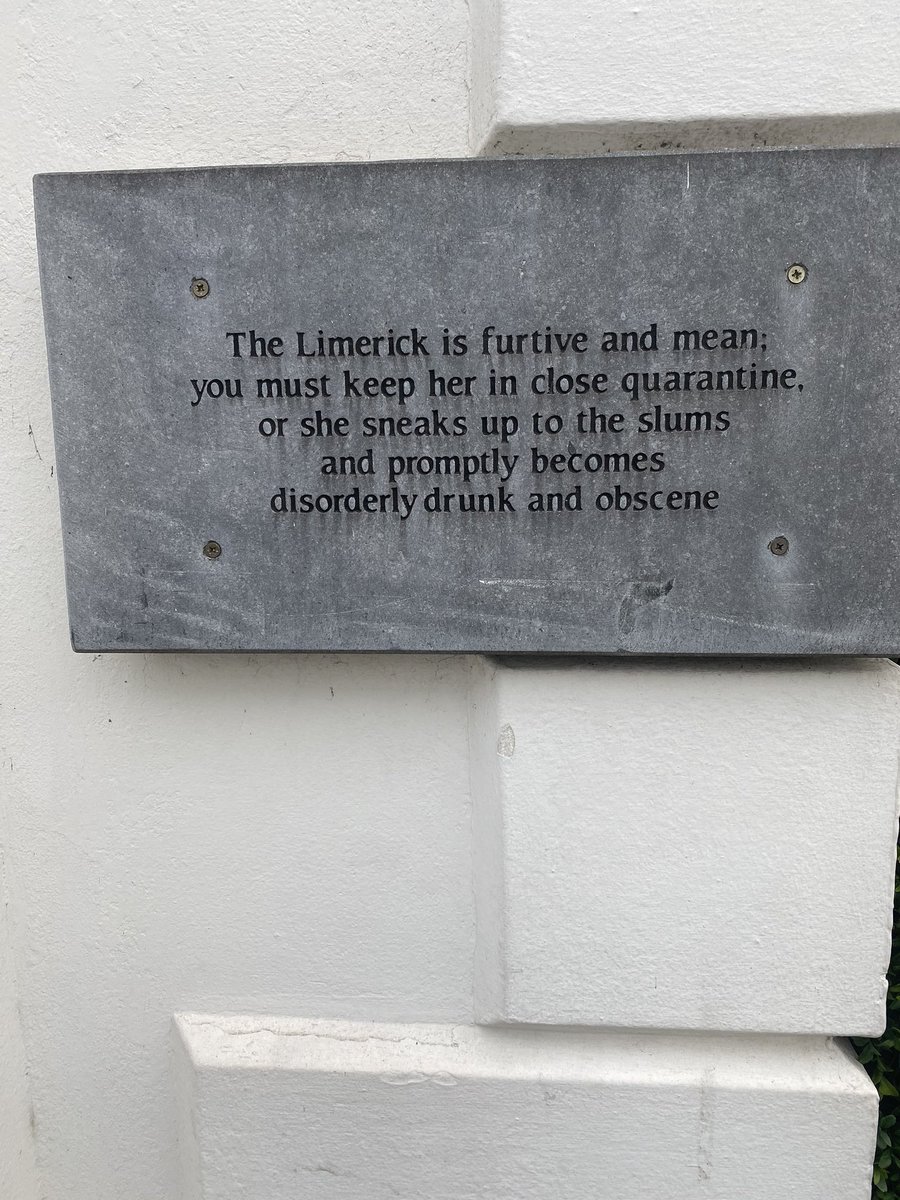 The Limerick is furtive and mean;
you must keep her in close quarantine,
or she sneaks up to the slums
and promptly becomes
disorderly drunk and obscene